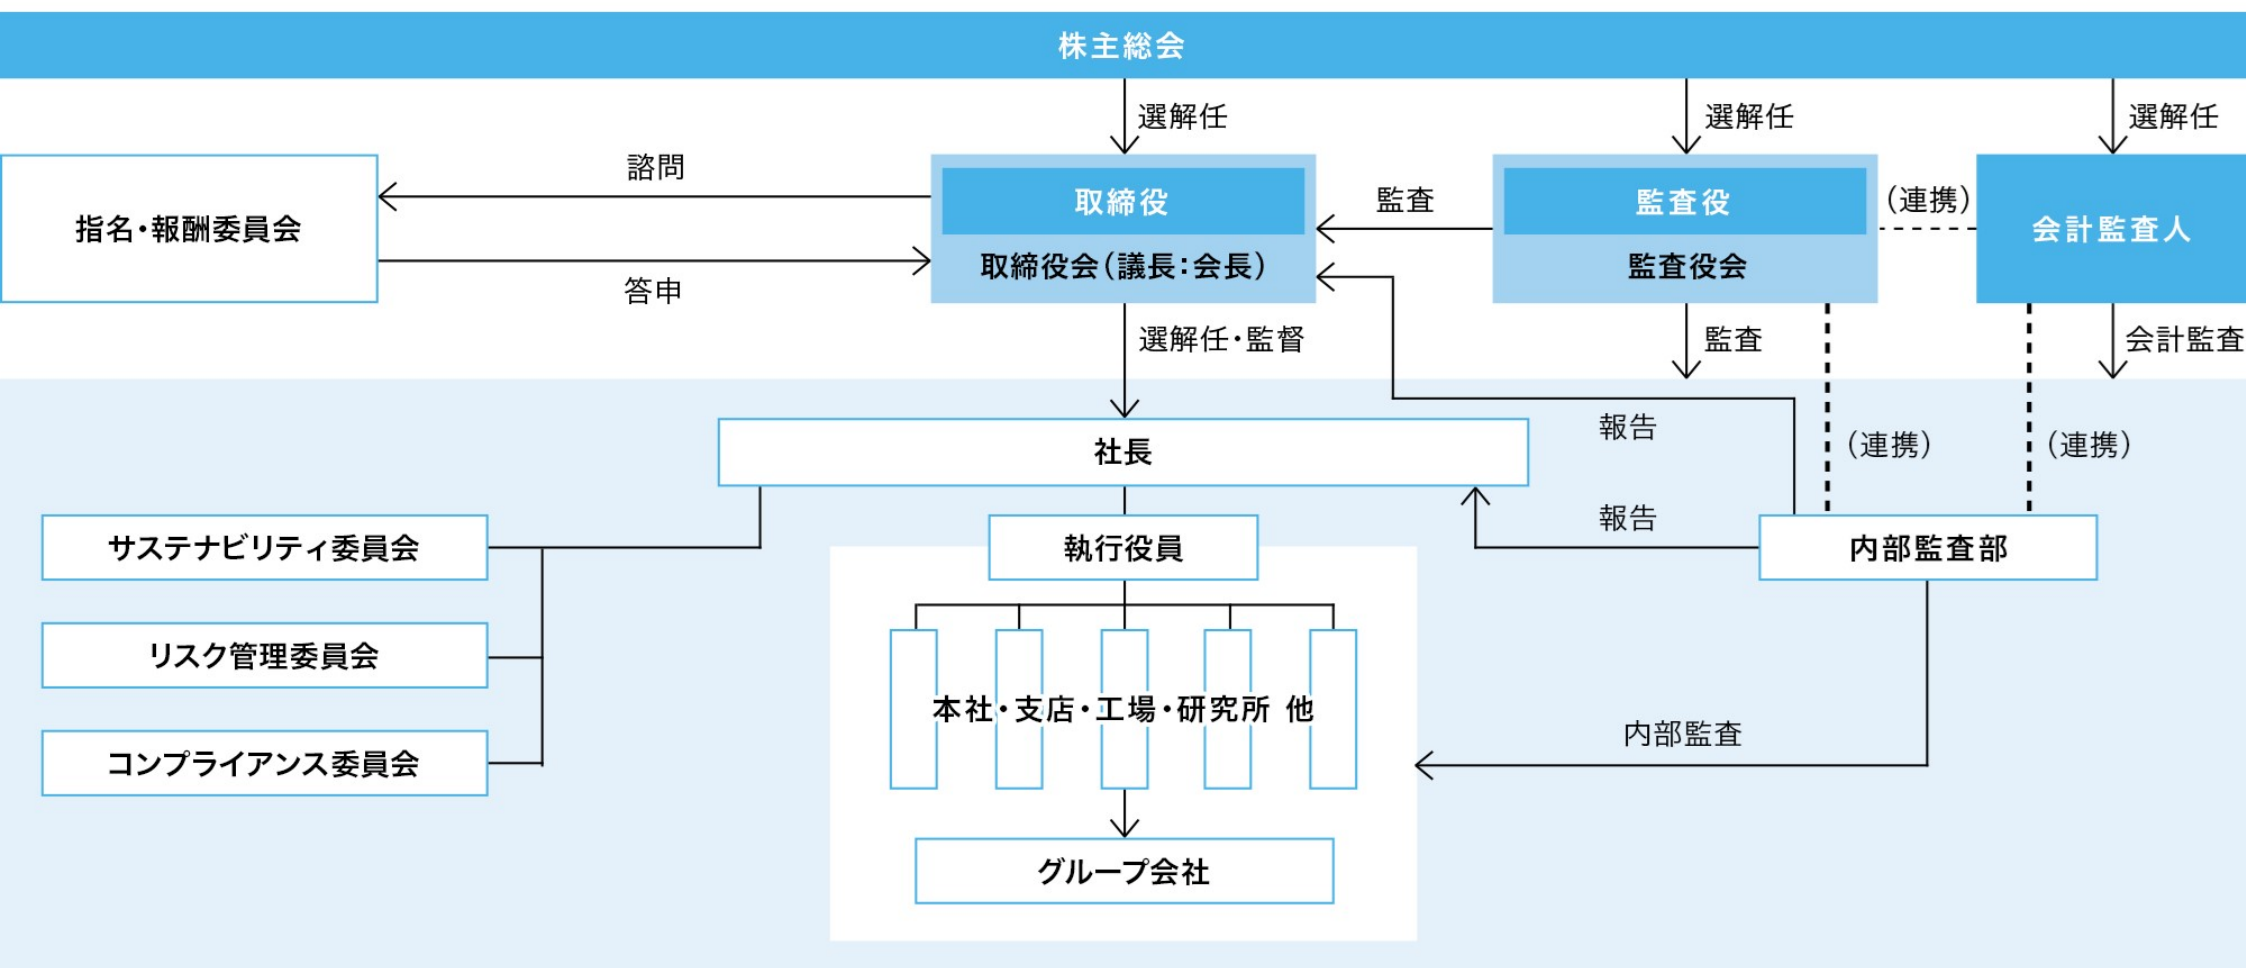 株主総会
選解任
選解任
選解任
指名・報酬委員会
諮問
答申
取締役
取締役会(議長:会長)
監査
監査役
監査役会
(連携)
会計監査人
選解任・監督
監査
会計監査
社長
報告
(連携)
(連携)
報告
サステナビリティ委員会
執行役員
内部監査部
リスク管理委員会
本社・支店・工場・研究所 他
内部監査
コンプライアンス委員会
グループ会社